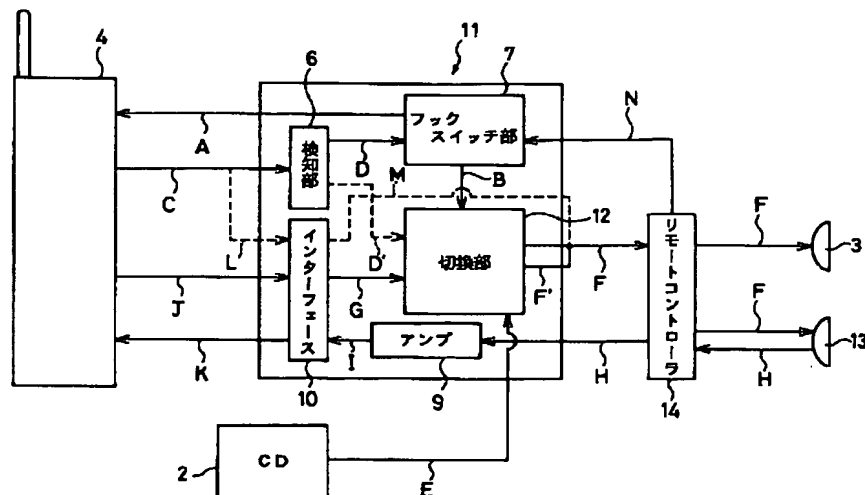 11
4
6
7
フック
スイッチ部
N
A
検知部
D
C
M
B
12
F
リモートコントローラ
3
L
インターフェース
D'
切換部
F
J
G
F'
F
13
アンプ
K
I
H
H
10
9
14
2
CD
E